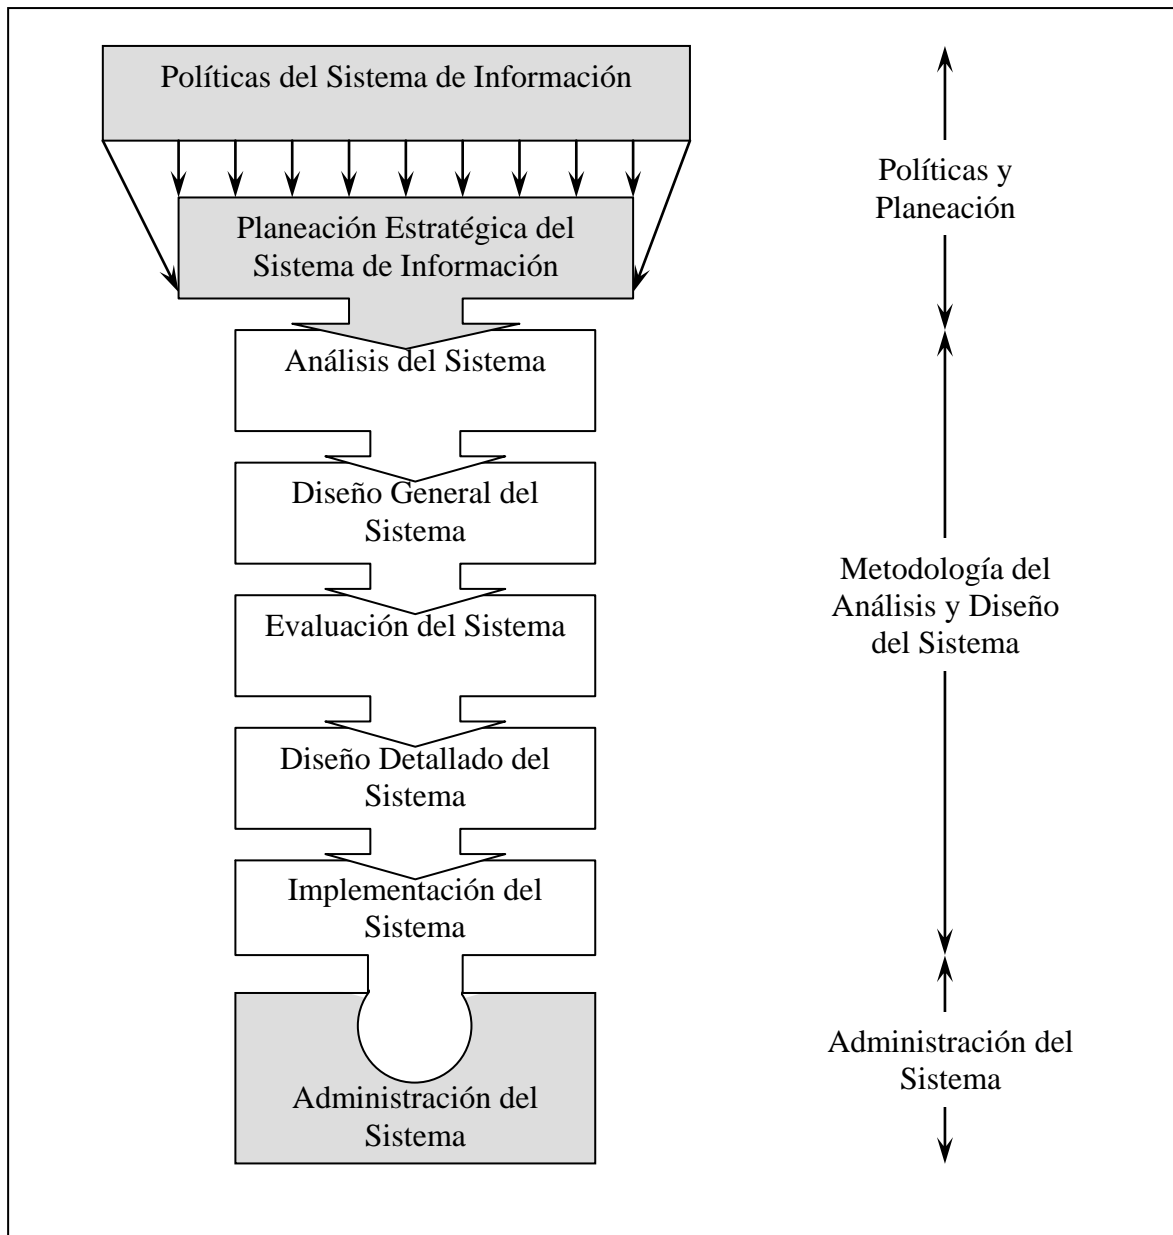 Políticas del Sistema de Información
Planeación Estratégica del
Sistema de Información
Análisis del Sistema
Diseño General del
Sistema
Evaluación del Sistema
Diseño Detallado del
Sistema
Implementación del
Sistema
Administración del
Sistema
Políticas y
Planeación
Metodología del
Análisis y Diseño
del Sistema
Administración del
Sistema